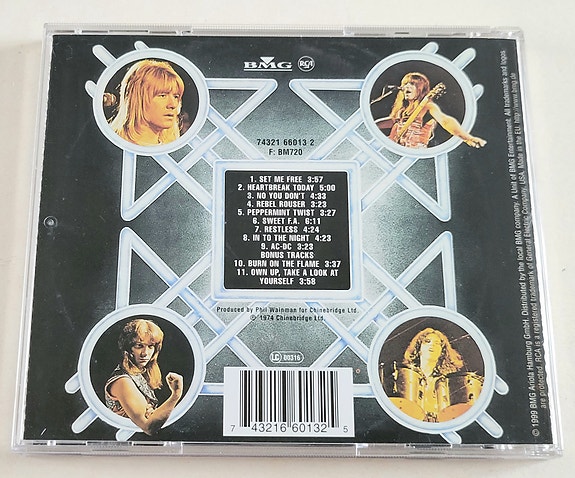 BMG RCA
74321 66013 2
F: BM720
1. SET ME FREE 3:57
2. HEARTBREAK TODAY 5:00
3. NO YOU DON'T 4:33
4. REBEL ROUSER 3:23
5. PEPPERMINT TWIST 3:27
6. SWEET F.A. 6:11
7. RESTLESS 4:24
8. IN TO THE NIGHT 4:23
9. AC-DC 3:23
BONUS TRACKS
10. BURN ON THE FLAME 3:37
11. OWN UP, TAKE A LOOK AT
YOURSELF 3:58
Produced by Phil Wainman for Chinebridge Ltd.
℗ 1974 Chinebridge Ltd.
LC 00316
7 43216 60132 5
© 1999 BMG Ariola Hamburg GmbH. Distributed by the local BMG company. A Unit of BMG Entertainment. All trademarks and logos
are protected. RCA is a registered trademark of General Electric Company, USA. Made in the EU. http://www.bmg.de